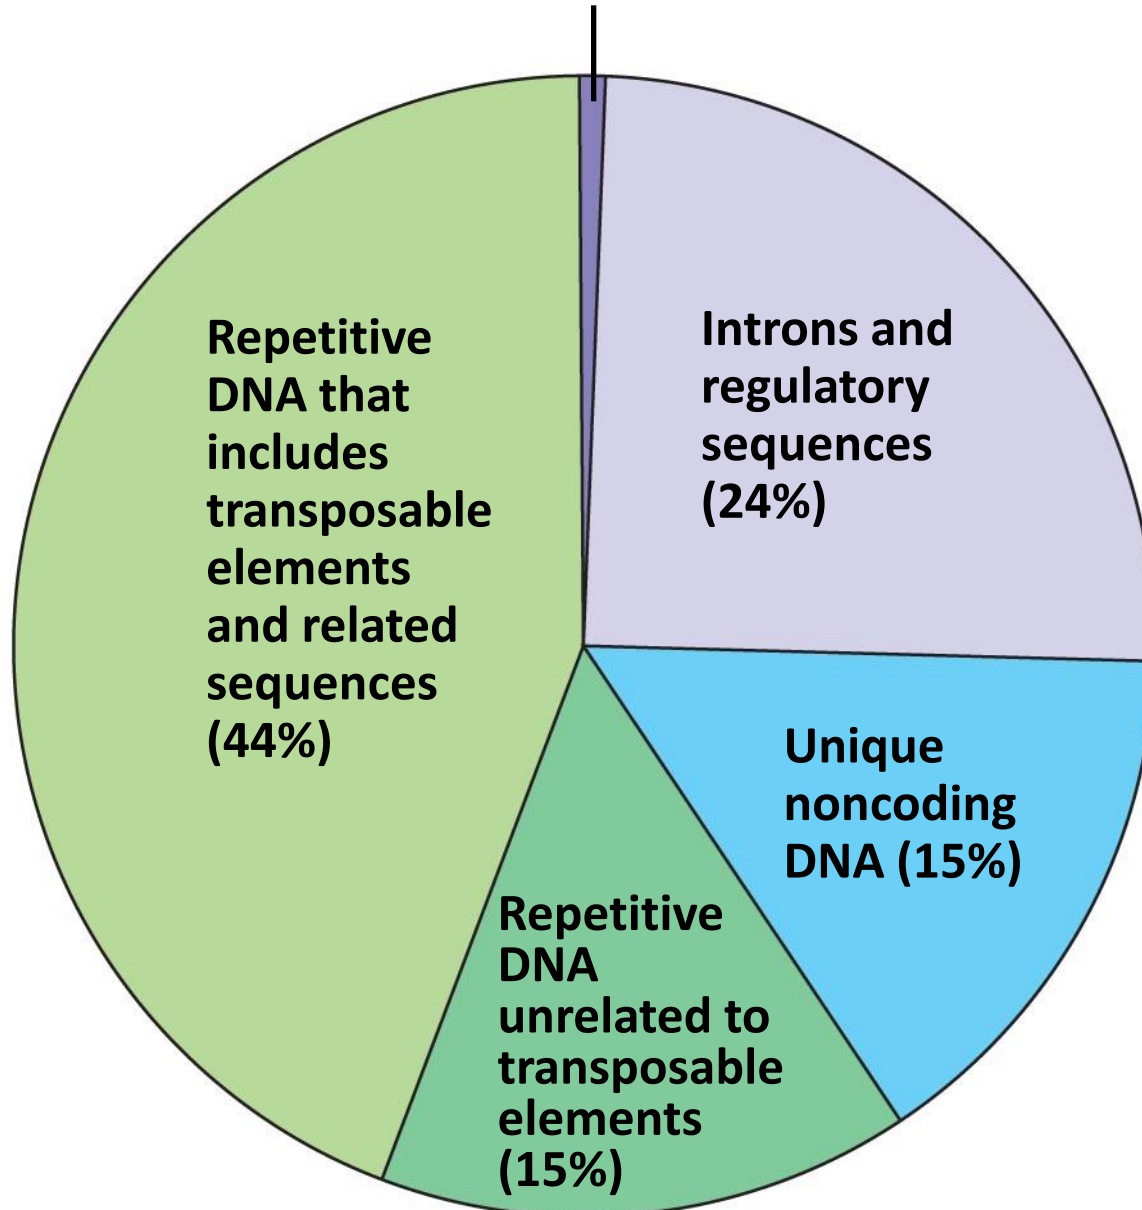 Repetitive
DNA that
includes
transposable
elements
and related
sequences
(44%)
Introns and
regulatory
sequences
(24%)
Unique
noncoding
DNA (15%)
Repetitive
DNA
unrelated to
transposable
elements
(15%)